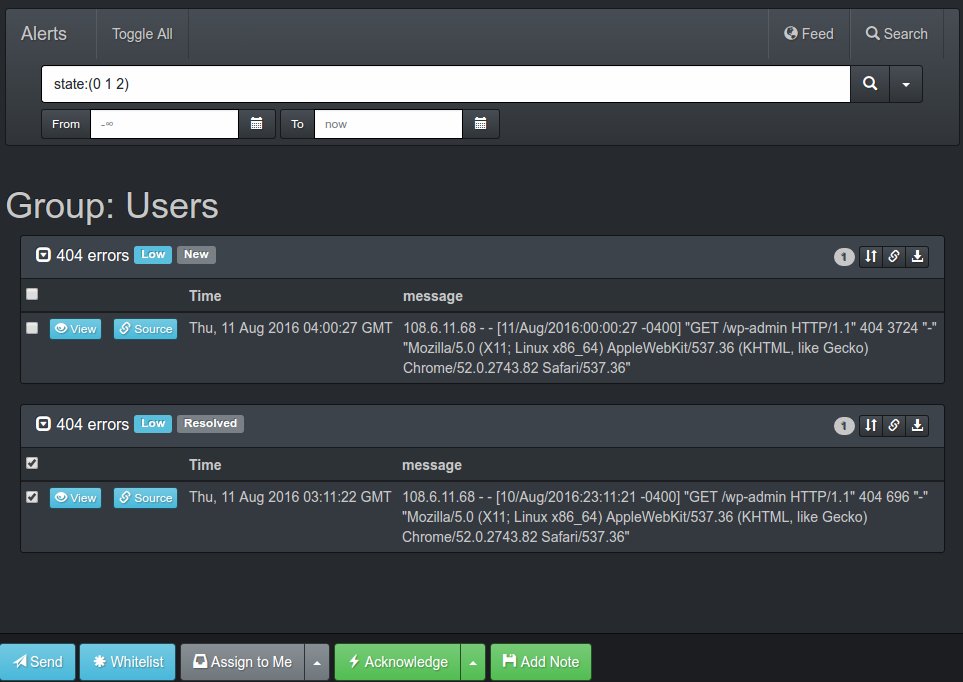 Alerts Toggle All Feed Search
state:(0 1 2)
From -∞ To now
Group: Users
404 errors Low New 1
Time message
View Source Thu, 11 Aug 2016 04:00:27 GMT 108.6.11.68 - - [11/Aug/2016:00:00:27 -0400] "GET /wp-admin HTTP/1.1" 404 3724 "-"
"Mozilla/5.0 (X11; Linux x86_64) AppleWebKit/537.36 (KHTML, like Gecko)
Chrome/52.0.2743.82 Safari/537.36"
404 errors Low Resolved 1
Time message
View Source Thu, 11 Aug 2016 03:11:22 GMT 108.6.11.68 - - [10/Aug/2016:23:11:21 -0400] "GET /wp-admin HTTP/1.1" 404 696 "-"
"Mozilla/5.0 (X11; Linux x86_64) AppleWebKit/537.36 (KHTML, like Gecko)
Chrome/52.0.2743.82 Safari/537.36"
Send Whitelist Assign to Me Acknowledge Add Note